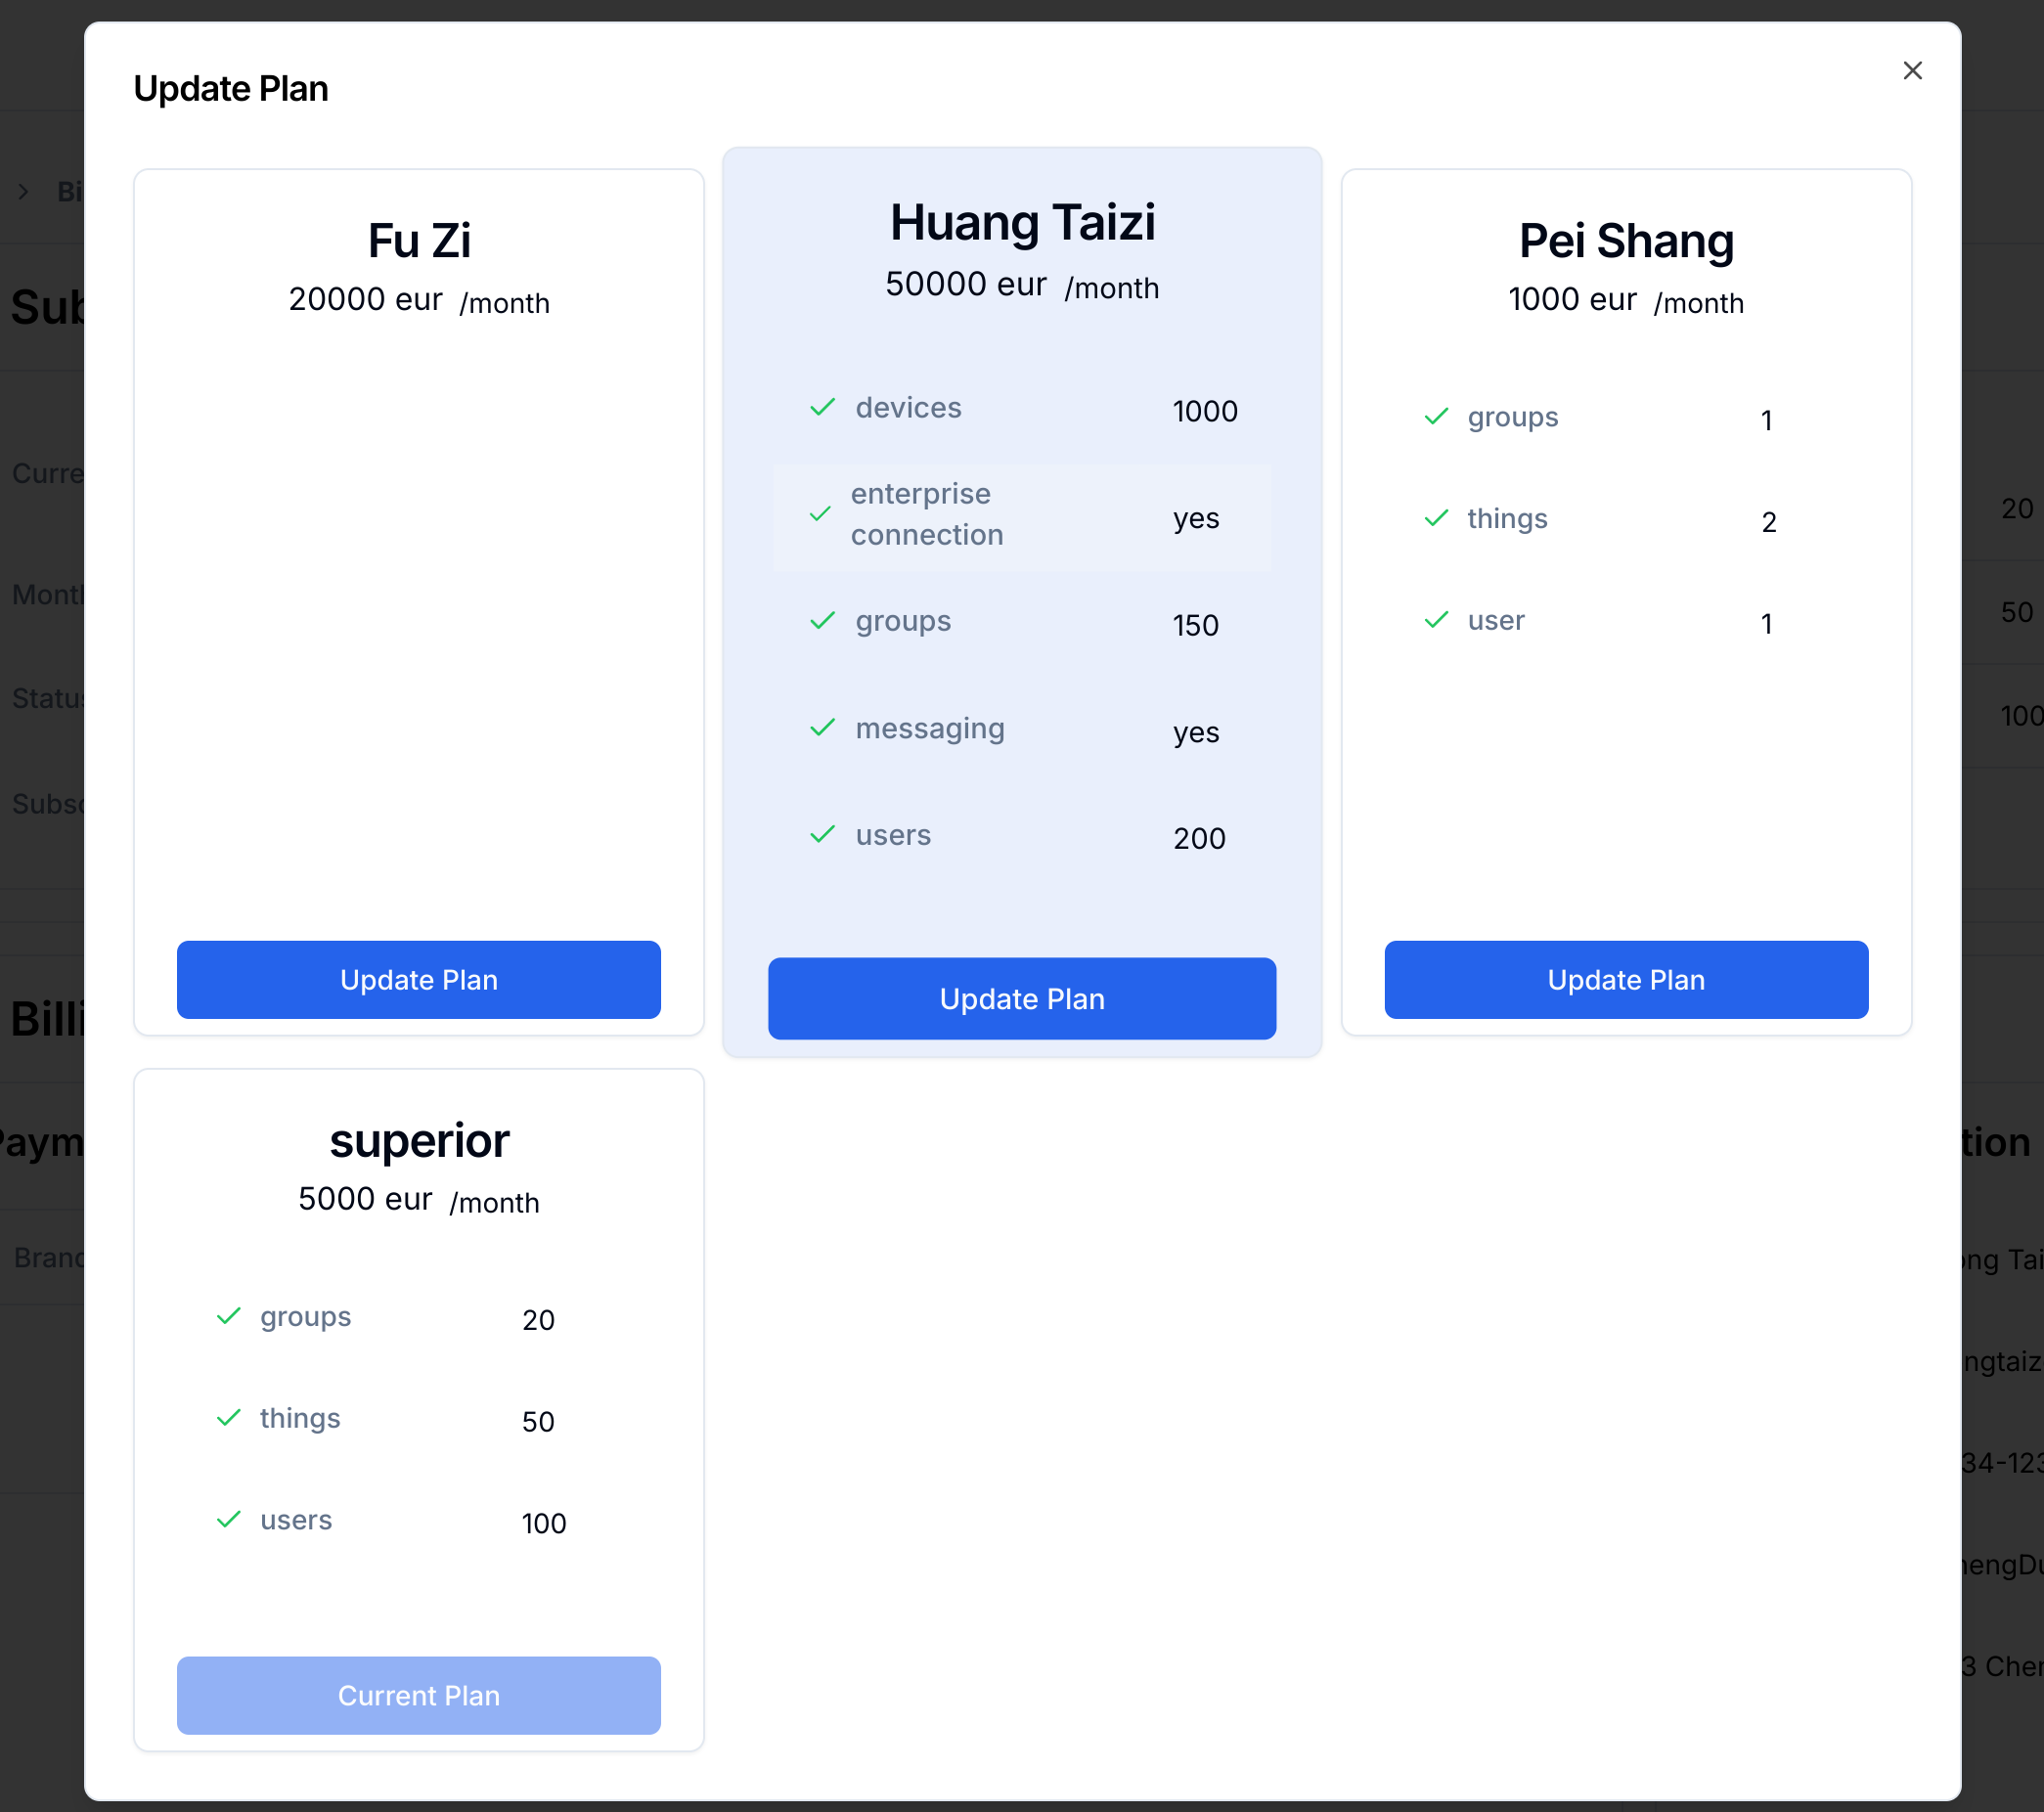 Update Plan
Fu Zi
20000 eur /month
Update Plan
Huang Taizi
50000 eur /month
devices 1000
enterprise
connection yes
groups 150
messaging yes
users 200
Update Plan
Pei Shang
1000 eur /month
groups 1
things 2
user 1
Update Plan
superior
5000 eur /month
groups 20
things 50
users 100
Current Plan
20
50